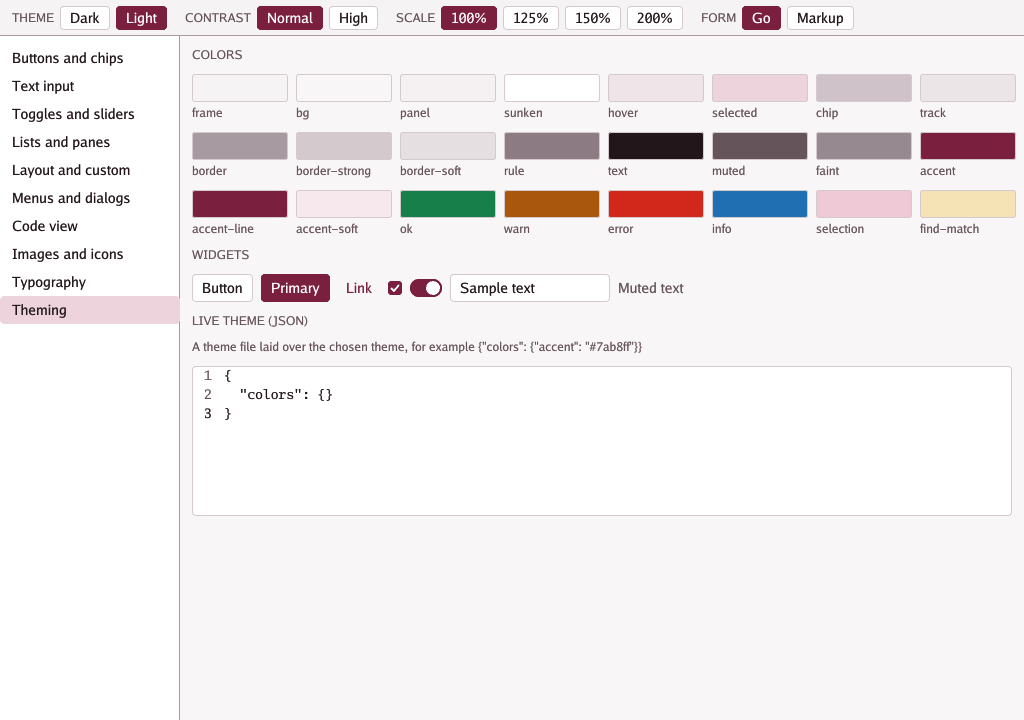 THEME Dark Light CONTRAST Normal High SCALE 100% 125% 150% 200% FORM Go Markup
Buttons and chips
Text input
Toggles and sliders
Lists and panes
Layout and custom
Menus and dialogs
Code view
Images and icons
Typography
Theming
COLORS
frame bg panel sunken hover selected chip track
border border-strong border-soft rule text muted faint accent
accent-line accent-soft ok warn error info selection find-match
WIDGETS
Button Primary Link Sample text Muted text
LIVE THEME (JSON)
A theme file laid over the chosen theme, for example {"colors": {"accent": "#7ab8ff"}}
1 {
2 "colors": {}
3 }